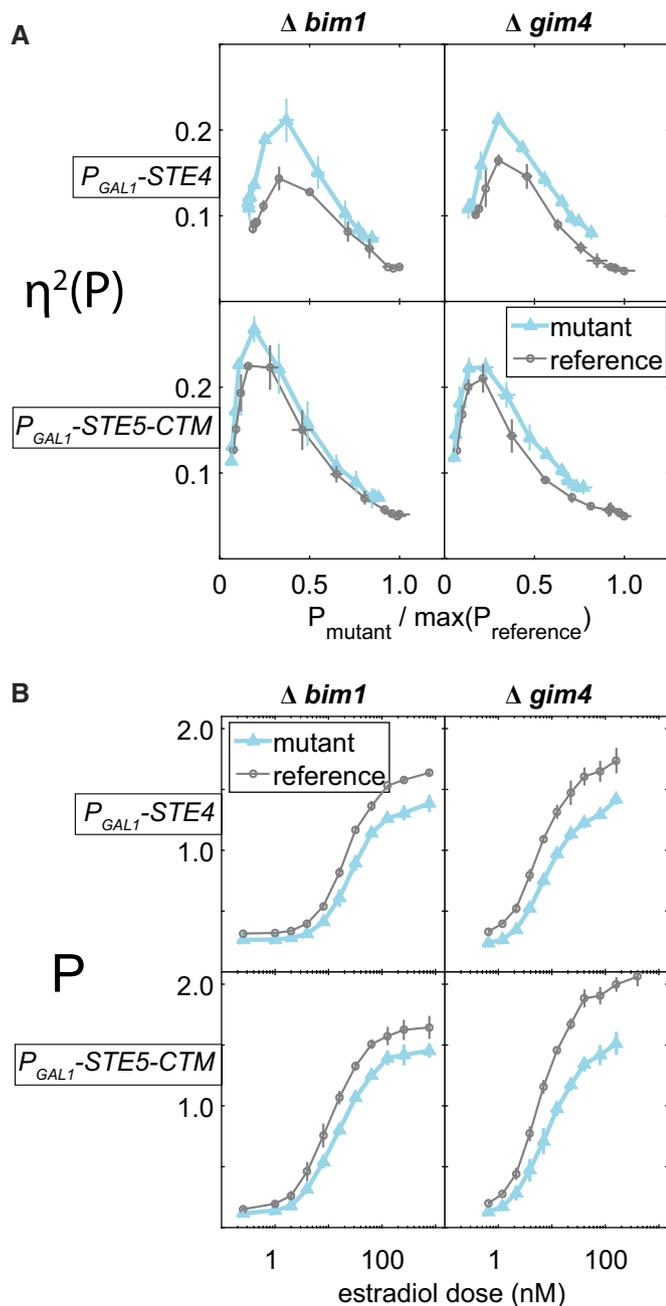 A
Δ bim1 Δ gim4
0.2
P_GAL1-STE4
0.1
η²(P)
mutant
reference
0.2
P_GAL1-STE5-CTM
0.1
0 0.5 1.0 0 0.5 1.0
P_mutant / max(P_reference)
B
Δ bim1 Δ gim4
2.0
mutant
reference
P_GAL1-STE4
1.0
P
2.0
P_GAL1-STE5-CTM
1.0
1 100 1 100
estradiol dose (nM)